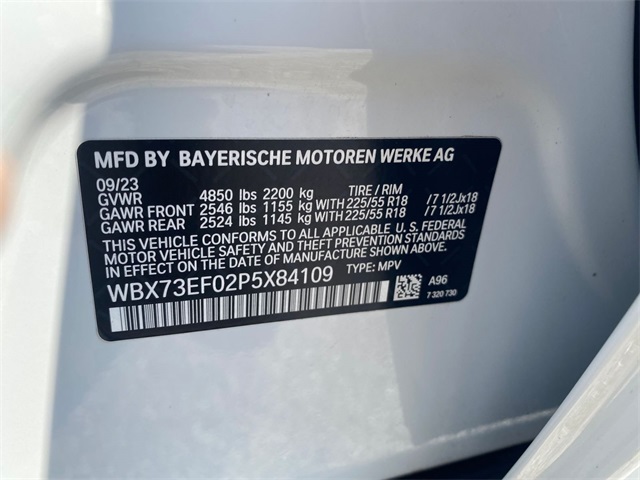 MFD BY BAYERISCHE MOTOREN WERKE AG
09/23
GVWR 4850 lbs 2200 kg TIRE / RIM
GAWR FRONT 2546 lbs 1155 kg WITH 225/55 R18 /7 1/2Jx18
GAWR REAR 2524 lbs 1145 kg WITH 225/55 R18 /7 1/2Jx18
THIS VEHICLE CONFORMS TO ALL APPLICABLE U. S. FEDERAL
MOTOR VEHICLE SAFETY AND THEFT PREVENTION STANDARDS
IN EFFECT ON THE DATE OF MANUFACTURE SHOWN ABOVE.
WBX73EF02P5X84109 TYPE: MPV
A96
7 320 730